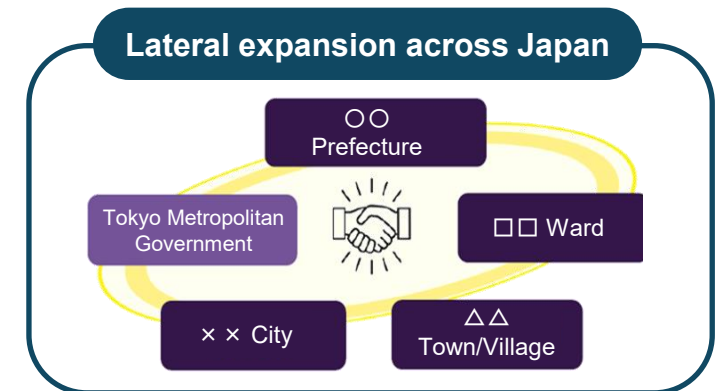 Lateral expansion across Japan
○○
Prefecture
Tokyo Metropolitan
Government
□□ Ward
× × City
△△
Town/Village